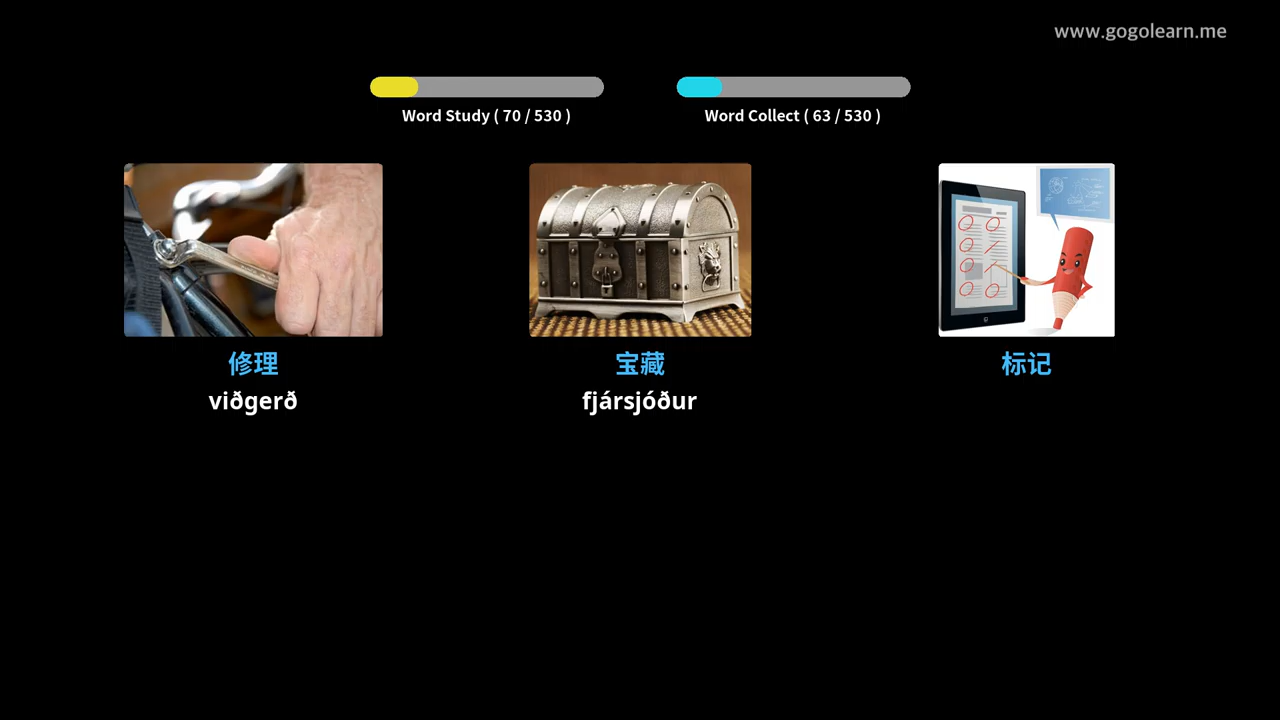 www.gogolearn.me
Word Study ( 70 / 530 )
Word Collect ( 63 / 530 )
修理
宝藏
标记
viðgerð
fjársjóður